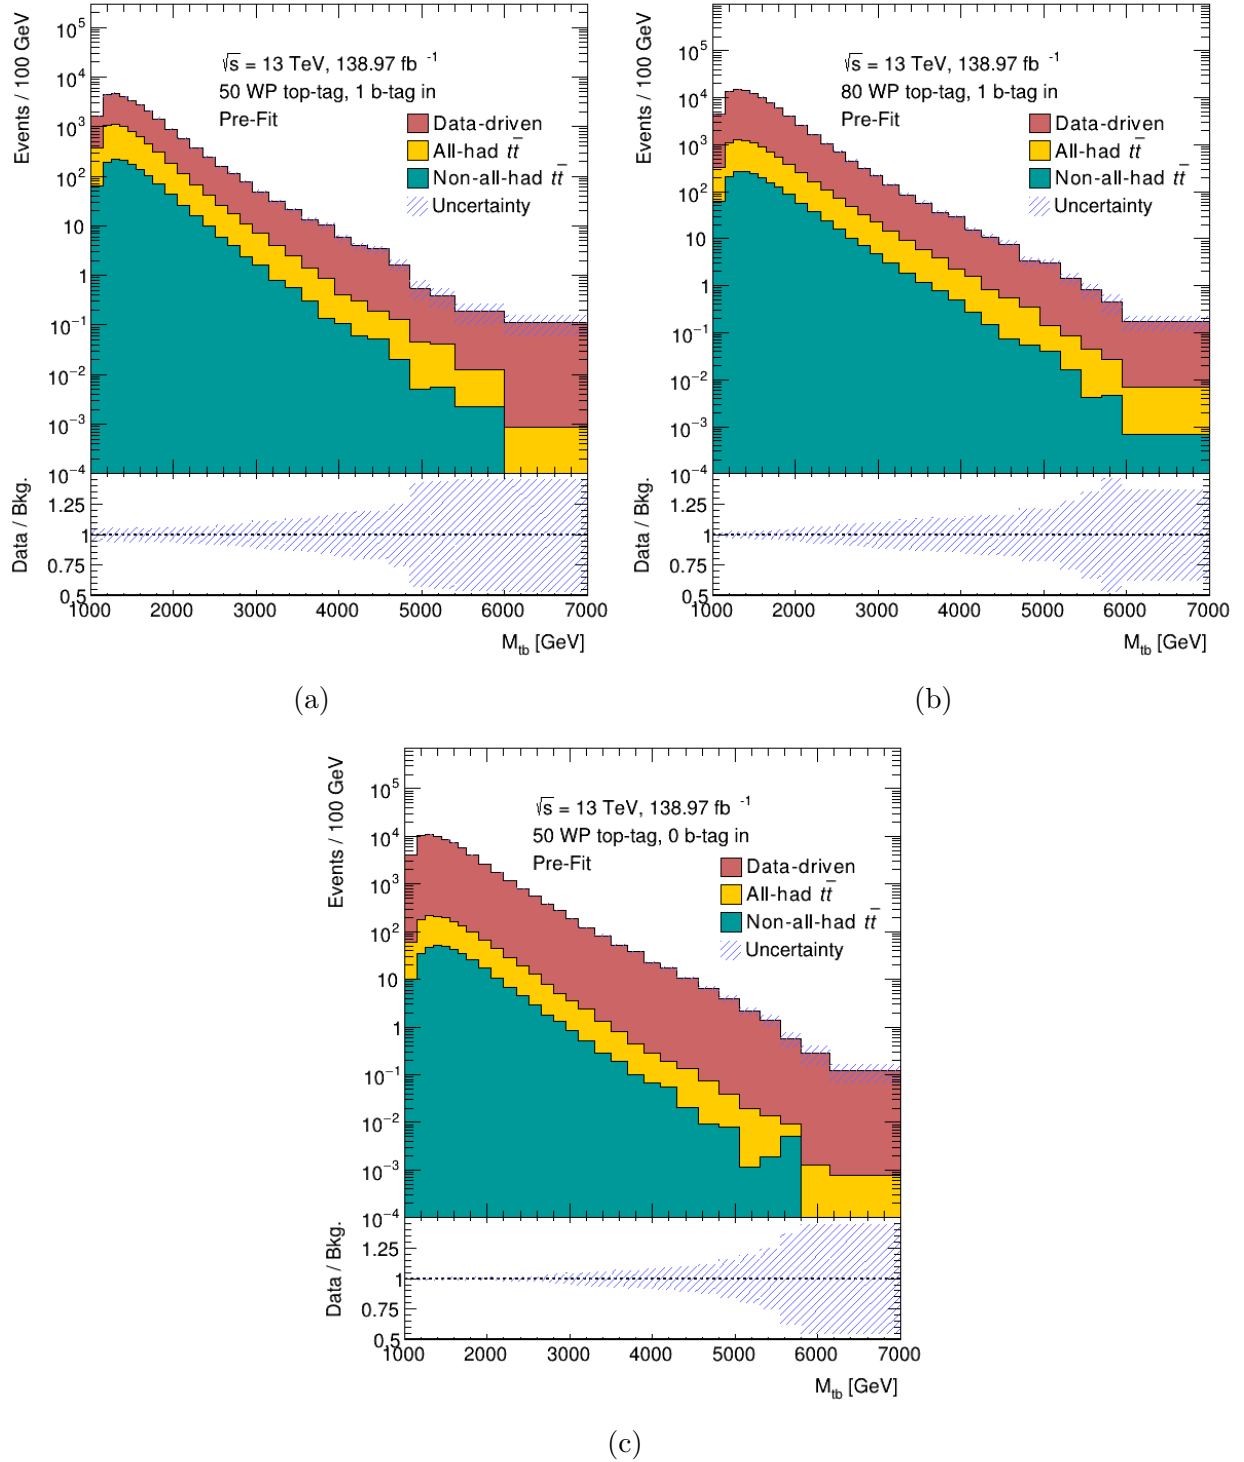 Events / 100 GeV
10^5
10^4
10^3
10^2
10
1
10^-1
10^-2
10^-3
10^-4
√s = 13 TeV, 138.97 fb^-1
50 WP top-tag, 1 b-tag in
Pre-Fit
Data-driven
All-had tt̄
Non-all-had tt̄
Uncertainty
Data / Bkg.
1.25
1
0.75
0.5
1000 2000 3000 4000 5000 6000 7000
M_tb [GeV]
(a)
Events / 100 GeV
10^5
10^4
10^3
10^2
10
1
10^-1
10^-2
10^-3
10^-4
√s = 13 TeV, 138.97 fb^-1
80 WP top-tag, 1 b-tag in
Pre-Fit
Data-driven
All-had tt̄
Non-all-had tt̄
Uncertainty
Data / Bkg.
1.25
1
0.75
0.5
1000 2000 3000 4000 5000 6000 7000
M_tb [GeV]
(b)
Events / 100 GeV
10^5
10^4
10^3
10^2
10
1
10^-1
10^-2
10^-3
10^-4
√s = 13 TeV, 138.97 fb^-1
50 WP top-tag, 0 b-tag in
Pre-Fit
Data-driven
All-had tt̄
Non-all-had tt̄
Uncertainty
Data / Bkg.
1.25
1
0.75
0.5
1000 2000 3000 4000 5000 6000 7000
M_tb [GeV]
(c)